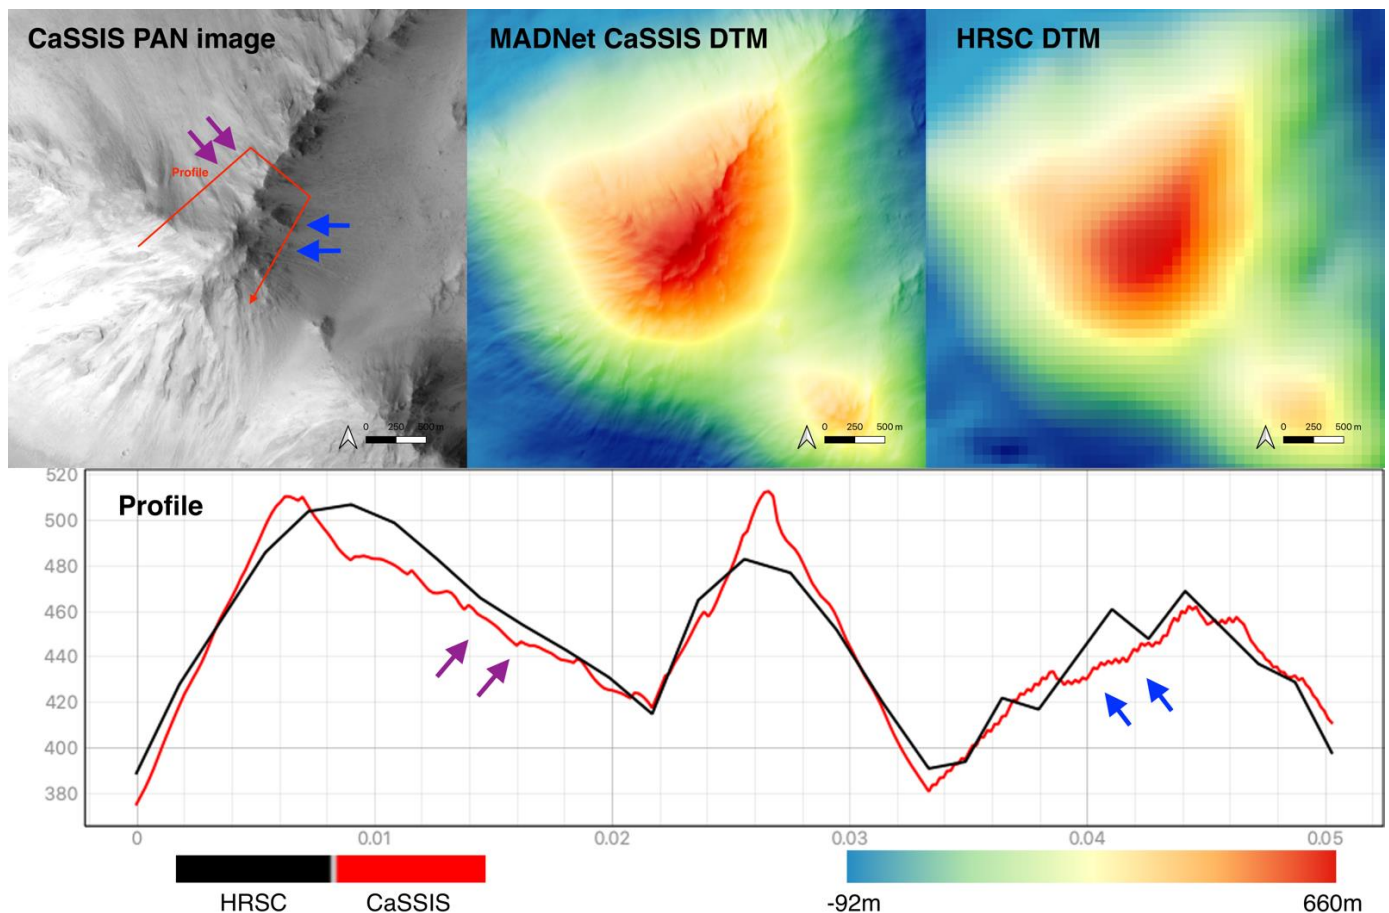 CaSSIS PAN image
MADNet CaSSIS DTM
HRSC DTM
Profile
0 250 500 m
0 250 500 m
0 250 500 m
Profile
520
500
480
460
440
420
400
380
0 0.01 0.02 0.03 0.04 0.05
HRSC CaSSIS
-92m 660m